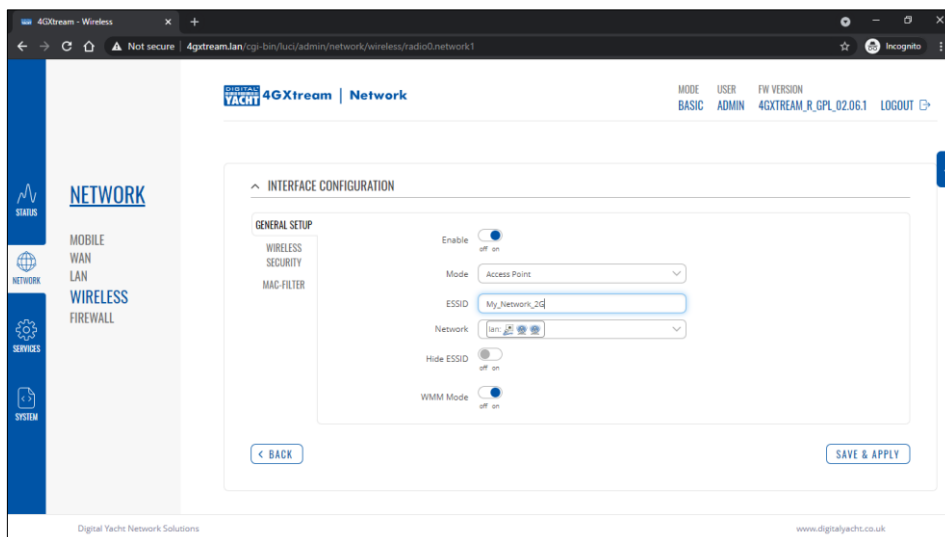 4GXtream - Wireless
Not secure | 4gxtream.lan/cgi-bin/luci/admin/network/wireless/radio0.network1
Incognito
DIGITAL YACHT 4GXtream | Network
MODE USER FW VERSION
BASIC ADMIN 4GXTREAM_R_GPL_02.06.1 LOGOUT
STATUS
NETWORK
SERVICES
SYSTEM
NETWORK
MOBILE
WAN
LAN
WIRELESS
FIREWALL
INTERFACE CONFIGURATION
GENERAL SETUP
WIRELESS
SECURITY
MAC-FILTER
Enable
off on
Mode Access Point
ESSID My_Network_2G
Network lan:
Hide ESSID
off on
WMM Mode
off on
< BACK
SAVE & APPLY
Digital Yacht Network Solutions
www.digitalyacht.co.uk